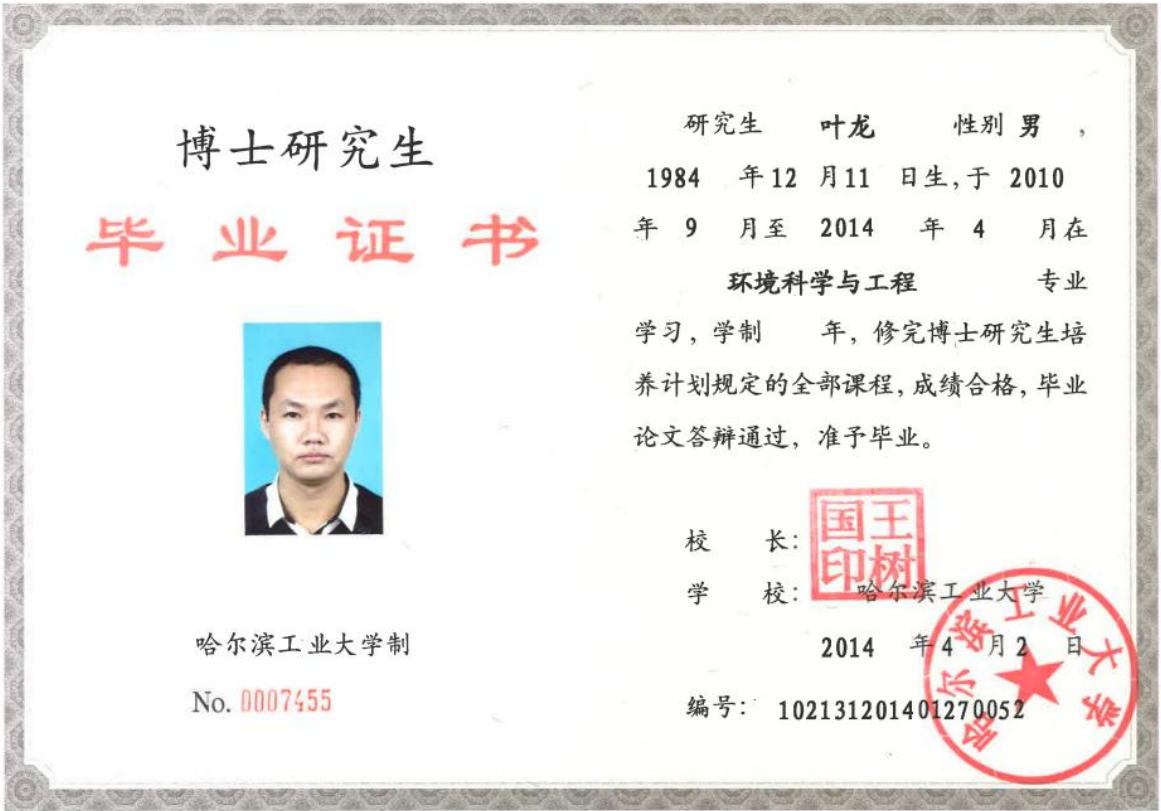 博士研究生
毕业证书
哈尔滨工业大学制
No. 0007455
研究生 叶龙 性别 男 ，
1984 年 12 月 11 日生，于 2010
年 9 月至 2014 年 4 月在
环境科学与工程 专业
学习，学制 年，修完博士研究生培
养计划规定的全部课程，成绩合格，毕业
论文答辩通过，准予毕业。
校 长：
王树国印
学 校： 哈尔滨工业大学
2014 年 4 月 2 日
编号： 102131201401270052
哈尔滨工业大学